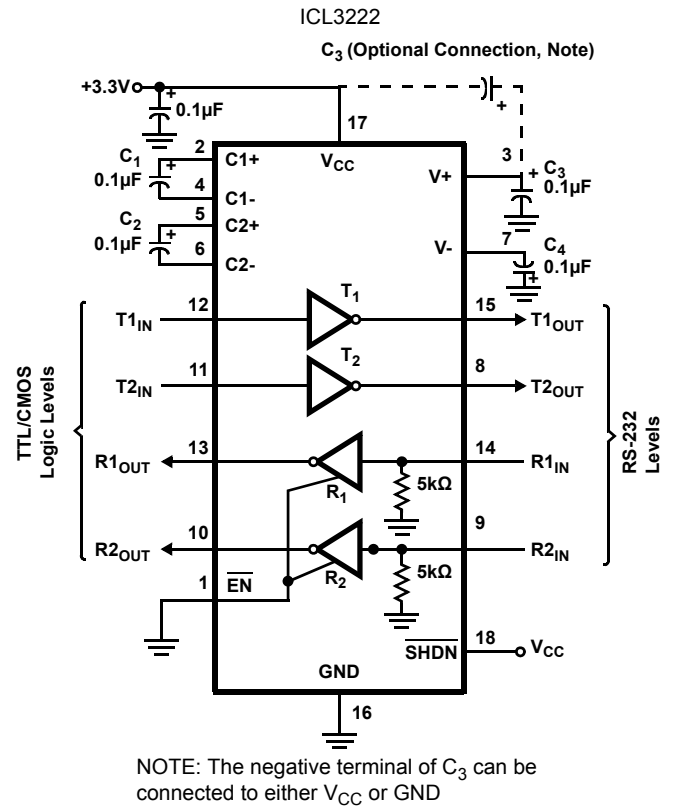 ICL3222
C3 (Optional Connection, Note)
+3.3V
+
0.1µF
+
17
2
C1+
VCC
3
C1
0.1µF
+
V+
+
C3
0.1µF
4
C1-
5
C2+
C2
0.1µF
+
7
V-
C4
0.1µF
+
6
C2-
T1
12
15
T1IN
T1OUT
T2
11
8
T2IN
T2OUT
TTL/CMOS
Logic Levels
RS-232
Levels
13
14
R1OUT
R1IN
R1
5kΩ
10
9
R2OUT
R2IN
R2
5kΩ
1
EN
18
SHDN
VCC
GND
16
NOTE: The negative terminal of C3 can be
connected to either VCC or GND